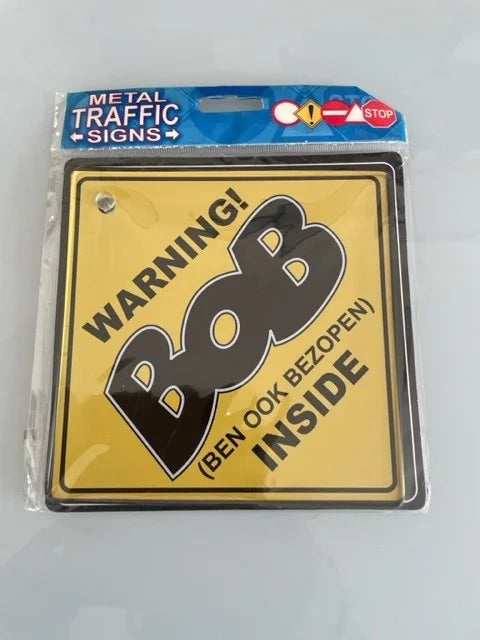 METAL
TRAFFIC
SIGNS
STOP
WARNING!
BOB
(BEN OOK BEZOPEN)
INSIDE